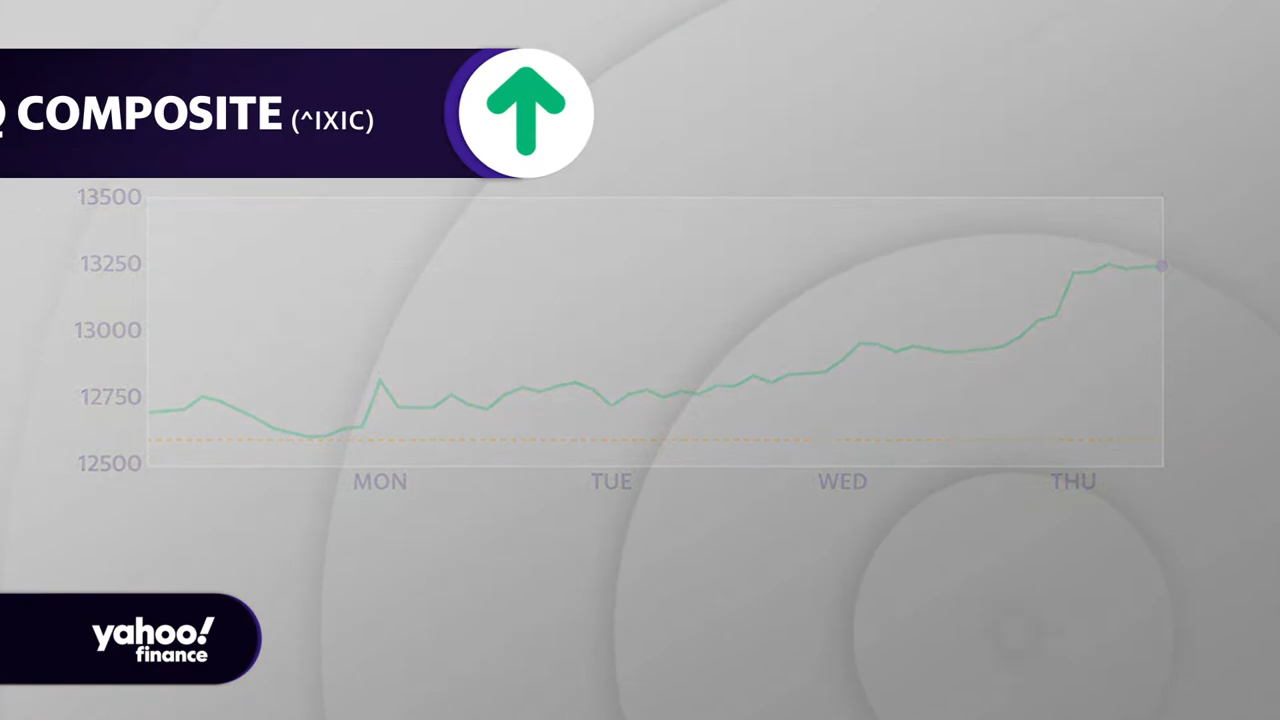 Q COMPOSITE (^IXIC)
13500
13250
13000
12750
12500
MON TUE WED THU
yahoo!
finance